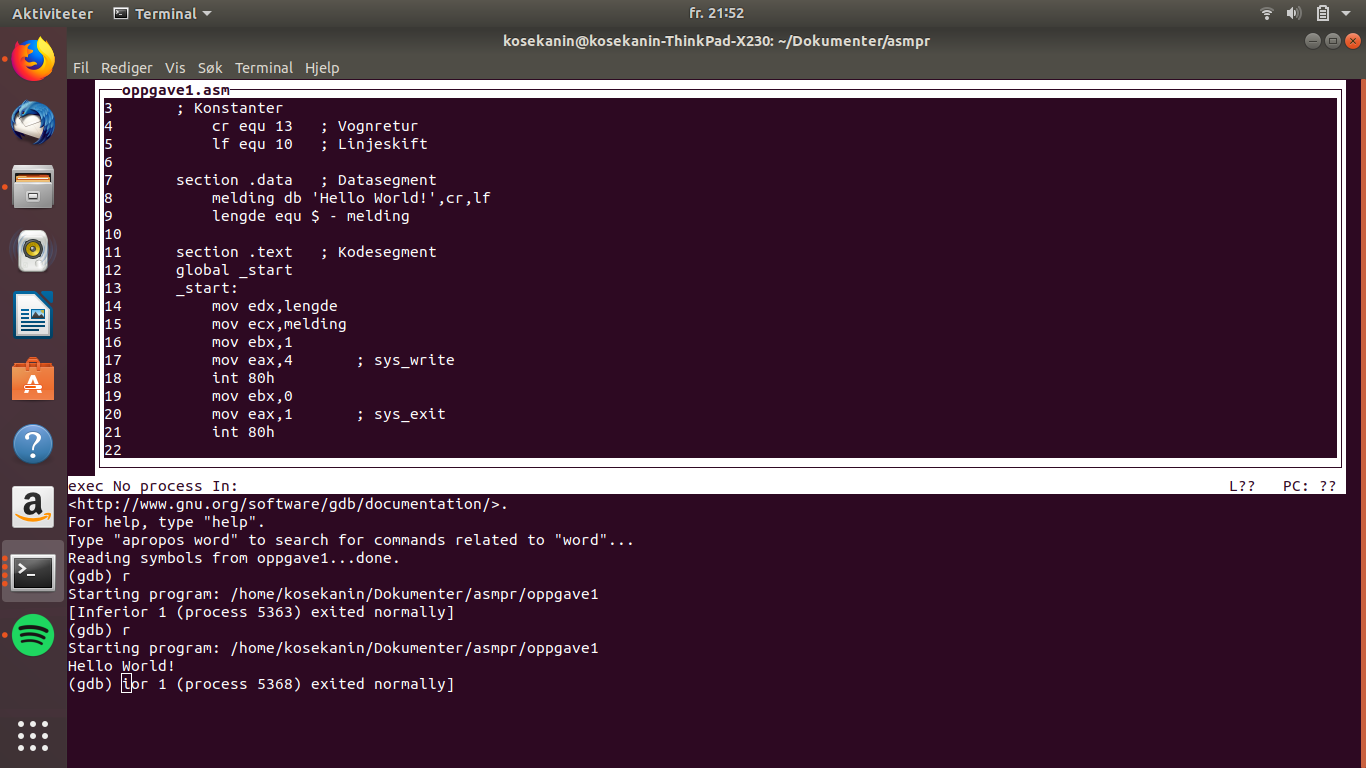 Aktiviteter Terminal fr. 21:52
kosekanin@kosekanin-ThinkPad-X230: ~/Dokumenter/asmpr
Fil Rediger Vis Søk Terminal Hjelp
oppgave1.asm
3 ; Konstanter
4 cr equ 13 ; Vognretur
5 lf equ 10 ; Linjeskift
6
7 section .data ; Datasegment
8 melding db 'Hello World!',cr,lf
9 lengde equ $ - melding
10
11 section .text ; Kodesegment
12 global _start
13 _start:
14 mov edx,lengde
15 mov ecx,melding
16 mov ebx,1
17 mov eax,4 ; sys_write
18 int 80h
19 mov ebx,0
20 mov eax,1 ; sys_exit
21 int 80h
22
exec No process In: L?? PC: ??
<http://www.gnu.org/software/gdb/documentation/>.
For help, type "help".
Type "apropos word" to search for commands related to "word"...
Reading symbols from oppgave1...done.
(gdb) r
Starting program: /home/kosekanin/Dokumenter/asmpr/oppgave1
[Inferior 1 (process 5363) exited normally]
(gdb) r
Starting program: /home/kosekanin/Dokumenter/asmpr/oppgave1
Hello World!
(gdb) ior 1 (process 5368) exited normally]